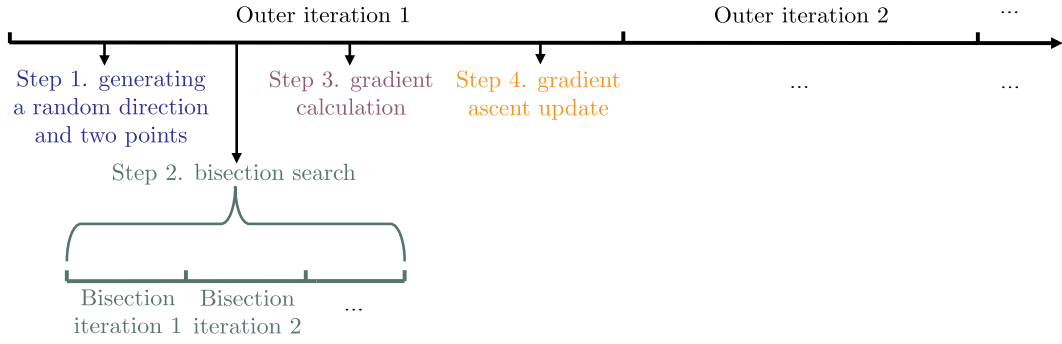 Outer iteration 1
Outer iteration 2
...
Step 1. generating
a random direction
and two points
Step 3. gradient
calculation
Step 4. gradient
ascent update
...
...
Step 2. bisection search
Bisection
iteration 1
Bisection
iteration 2
...